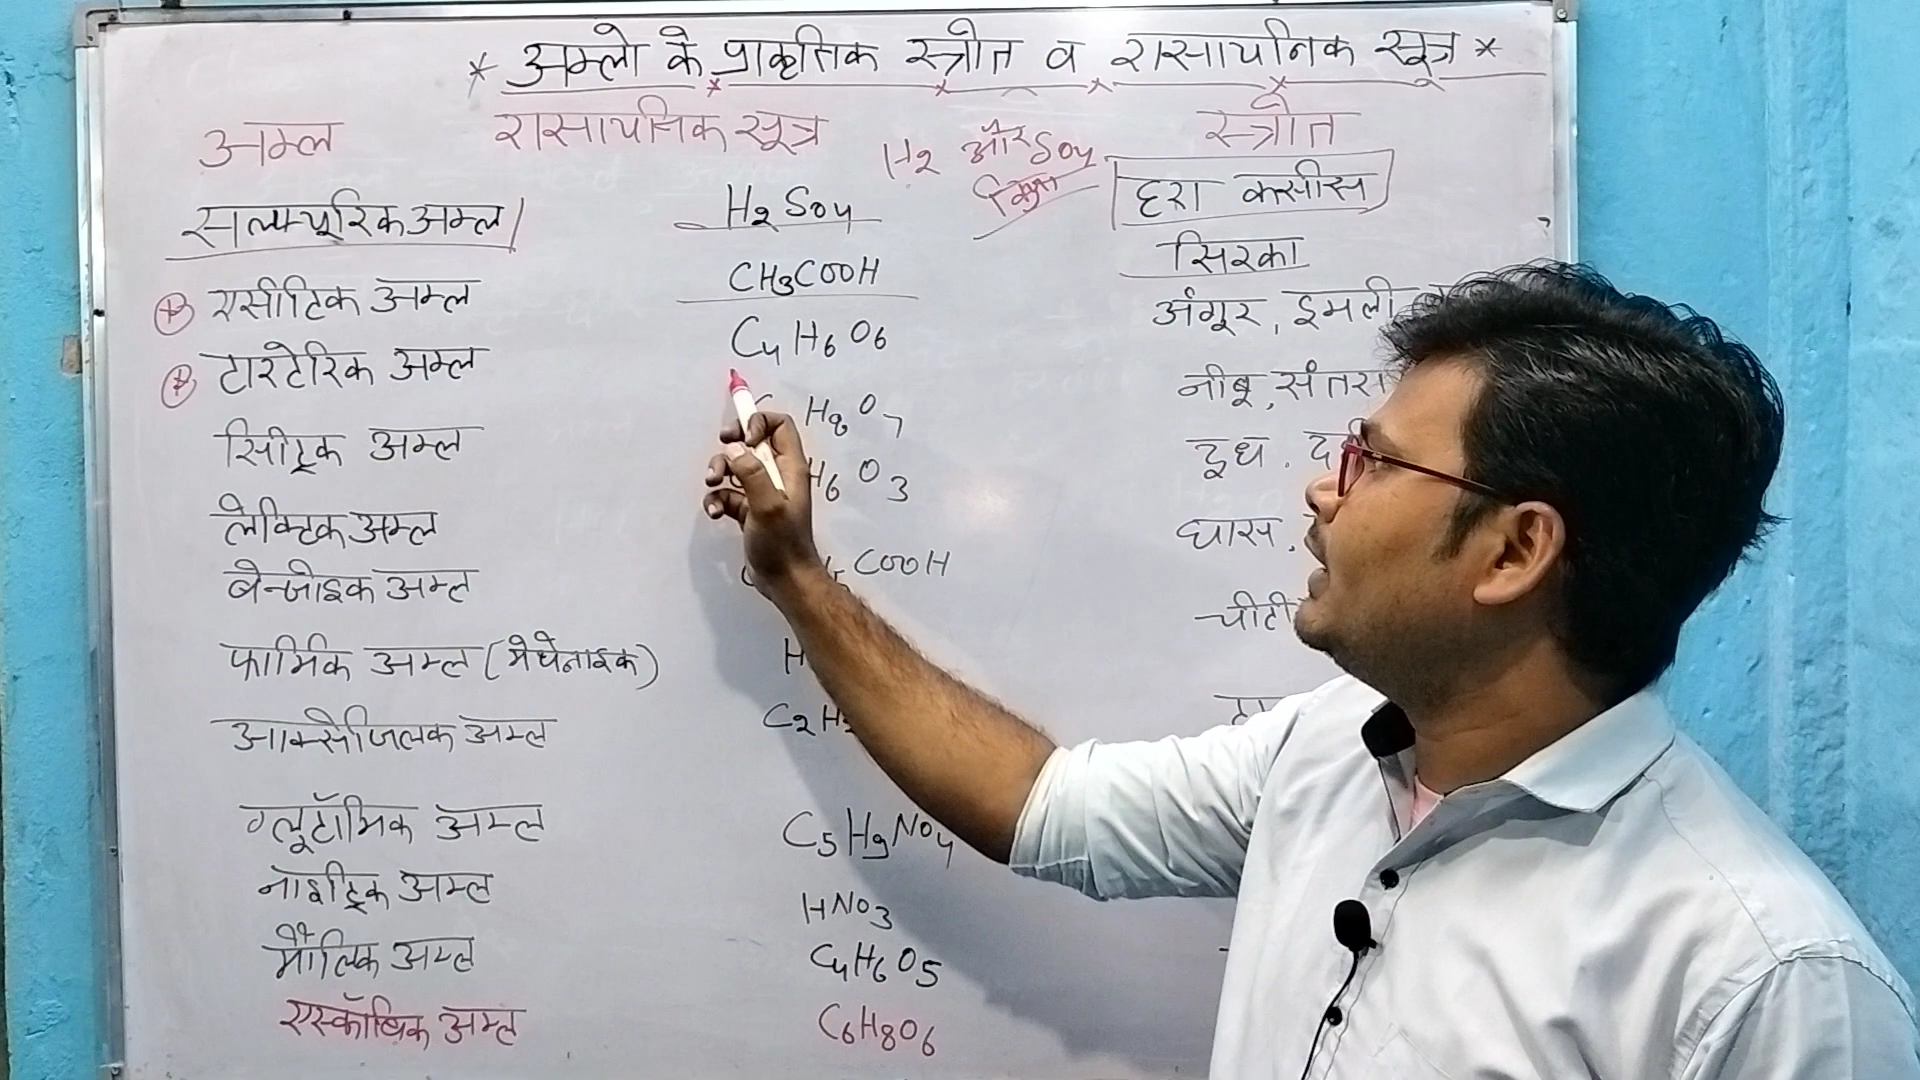 * अम्लो के प्राकृतिक स्त्रोत व रासायनिक सूत्र *
अम्ल रासायनिक सूत्र स्त्रोत
H2 और SO4
सल्फ्यूरिक अम्ल H2SO4 हरा कसीस
एसीटिक अम्ल CH3COOH सिरका
टारटेरिक अम्ल C4H6O6 अंगूर, इमली
सिट्रिक अम्ल H8O7 नीबू, संतरा
लेक्टिक अम्ल H6O3 दूध.
बेन्जोइक अम्ल COOH घास.
फार्मिक अम्ल (मेथेनाइक) H चीटी
आक्सेजिलक अम्ल C2H2
ग्लूटॉमिक अम्ल C5H9NO4
नाइट्रिक अम्ल HNO3
मैलिक अम्ल C4H6O5
एस्कॉर्बिक अम्ल C6H8O6